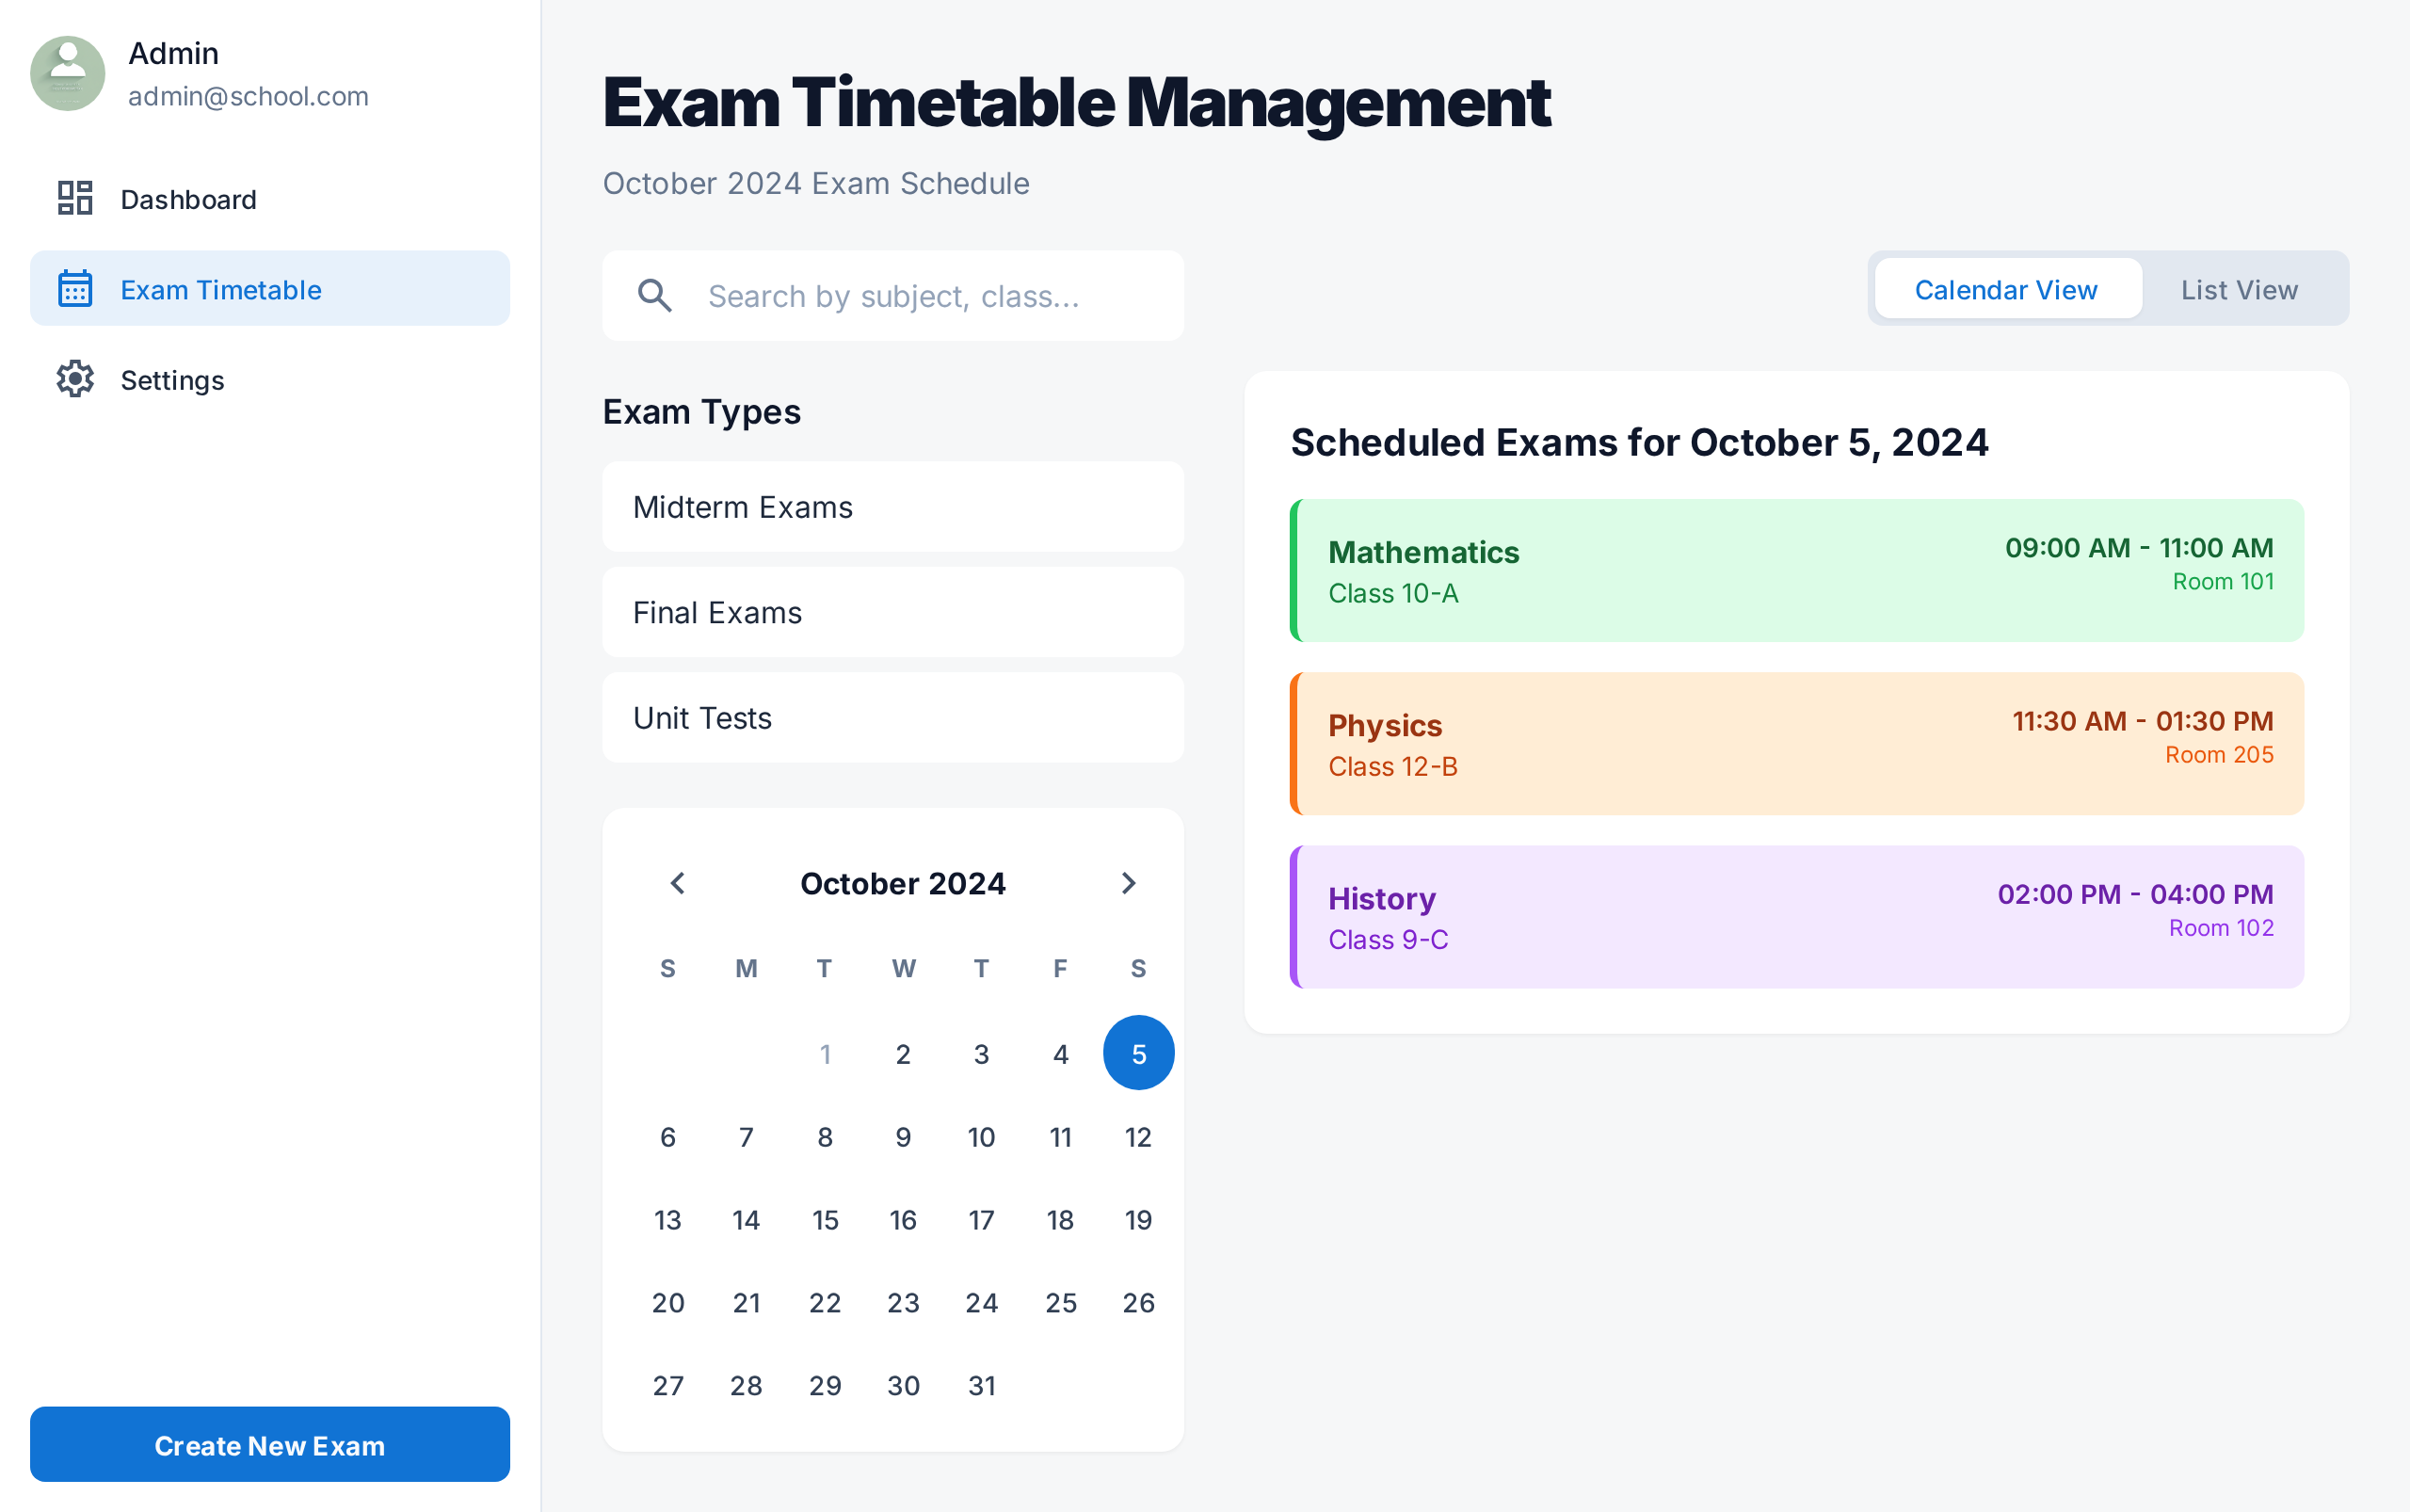 Admin
admin@school.com
Dashboard
Exam Timetable
Settings
Create New Exam
Exam Timetable Management
October 2024 Exam Schedule
Search by subject, class...
Calendar View
List View
Exam Types
Midterm Exams
Final Exams
Unit Tests
October 2024
S M T W T F S
1 2 3 4 5
6 7 8 9 10 11 12
13 14 15 16 17 18 19
20 21 22 23 24 25 26
27 28 29 30 31
Scheduled Exams for October 5, 2024
Mathematics
Class 10-A
09:00 AM - 11:00 AM
Room 101
Physics
Class 12-B
11:30 AM - 01:30 PM
Room 205
History
Class 9-C
02:00 PM - 04:00 PM
Room 102